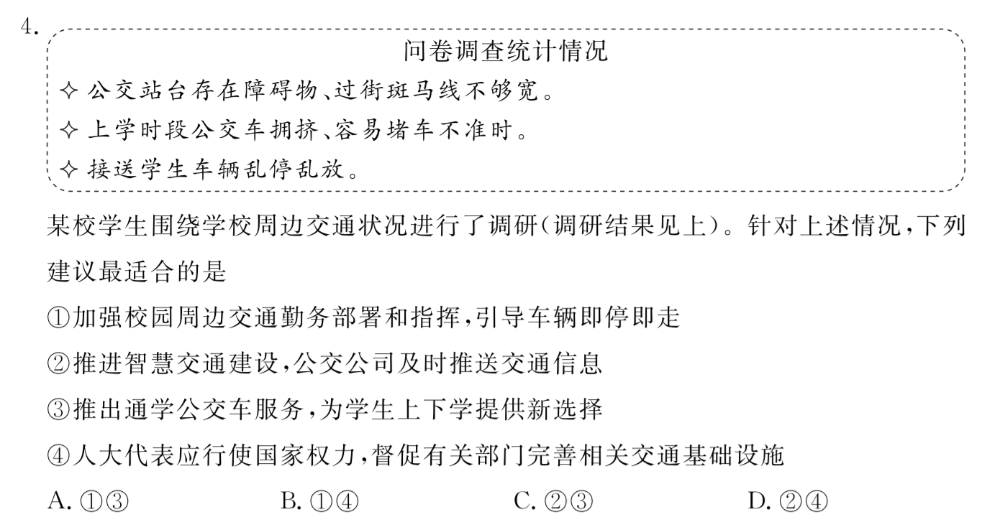 4.
问卷调查统计情况
✧ 公交站台存在障碍物、过街斑马线不够宽。
✧ 上学时段公交车拥挤、容易堵车不准时。
✧ 接送学生车辆乱停乱放。
某校学生围绕学校周边交通状况进行了调研(调研结果见上)。针对上述情况,下列
建议最适合的是
①加强校园周边交通勤务部署和指挥,引导车辆即停即走
②推进智慧交通建设,公交公司及时推送交通信息
③推出通学公交车服务,为学生上下学提供新选择
④人大代表应行使国家权力,督促有关部门完善相关交通基础设施
A. ①③ B. ①④ C. ②③ D. ②④